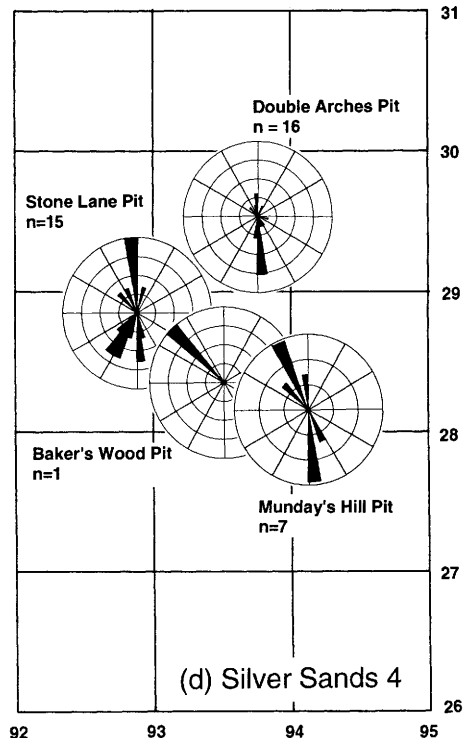 31
Double Arches Pit
n = 16
30
Stone Lane Pit
n=15
29
28
Baker's Wood Pit
n=1
Munday's Hill Pit
n=7
27
(d) Silver Sands 4
26
92 93 94 95